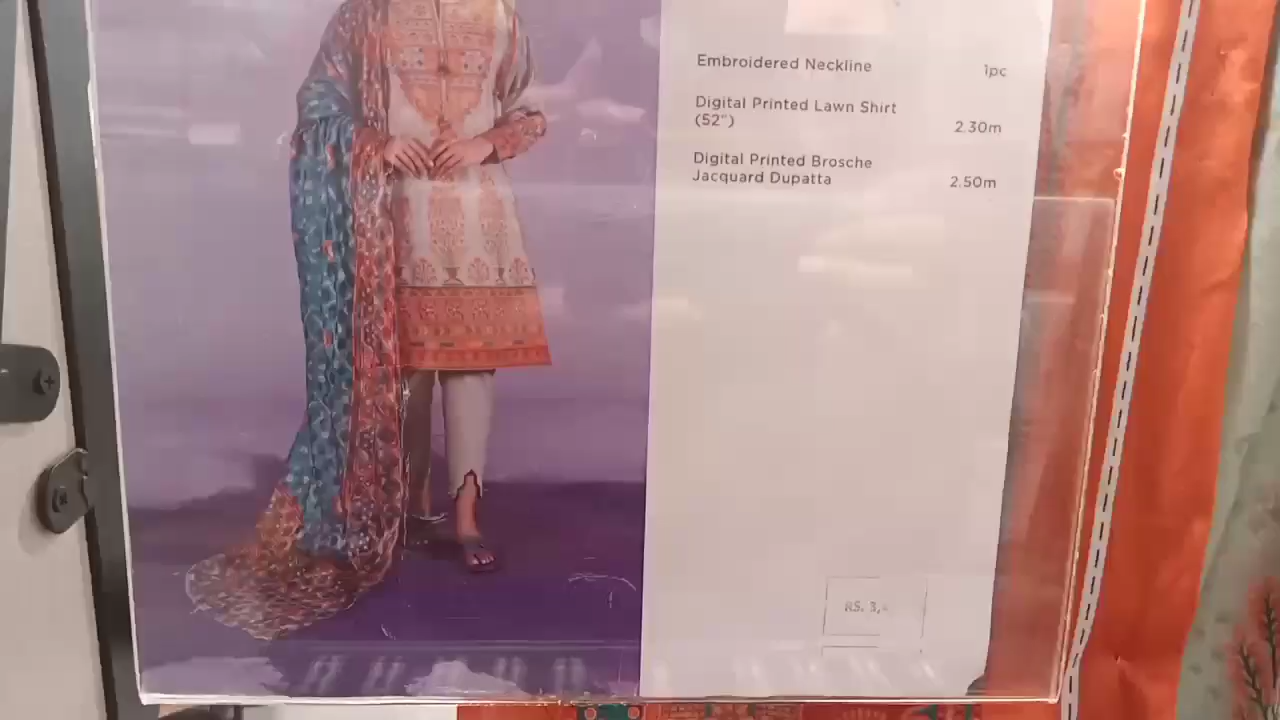 Embroidered Neckline 1pc
Digital Printed Lawn Shirt
(52") 2.30m
Digital Printed Brosche
Jacquard Dupatta 2.50m
RS. 3,